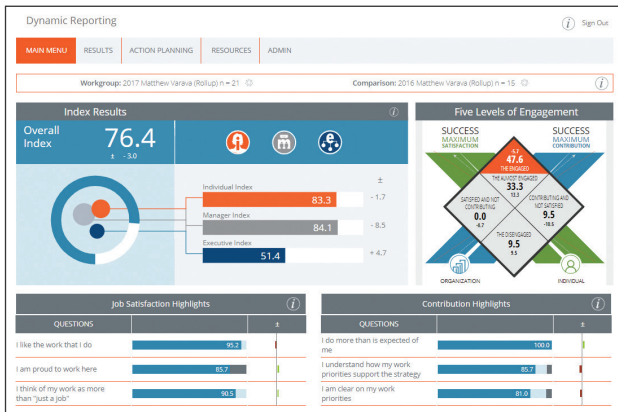 Dynamic Reporting
i Sign Out
MAIN MENU RESULTS ACTION PLANNING RESOURCES ADMIN
Workgroup: 2017 Matthew Varava (Rollup) n = 21
Comparison: 2016 Matthew Varava (Rollup) n = 15
i
Index Results i
Overall
Index
76.4
± - 3.0
i m e
±
Individual Index
83.3 - 1.7
Manager Index
84.1 - 8.5
Executive Index
51.4 + 4.7
Five Levels of Engagement
SUCCESS
MAXIMUM
SATISFACTION
SUCCESS
MAXIMUM
CONTRIBUTION
47.6
THE ENGAGED
THE ALMOST ENGAGED
33.3
13.3
SATISFIED AND NOT
CONTRIBUTING
0.0
-6.7
CONTRIBUTING AND
NOT SATISFIED
9.5
-10.5
THE DISENGAGED
9.5
9.5
ORGANIZATION
INDIVIDUAL
Job Satisfaction Highlights i
QUESTIONS ±
I like the work that I do 95.2
I am proud to work here 85.7
I think of my work as more
than "just a job"
90.5
Contribution Highlights i
QUESTIONS ±
I do more than is expected of
me
100.0
I understand how my work
priorities support the strategy
85.7
I am clear on my work
priorities
81.0